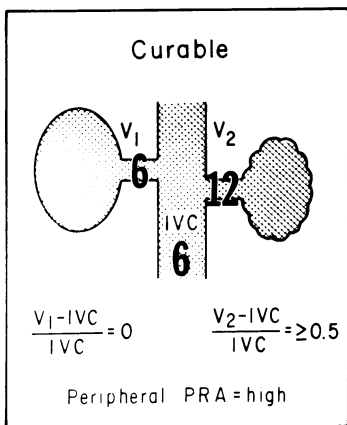 Curable
V1 V2
6 12
IVC
6
V1-IVC / IVC = 0 V2-IVC / IVC = ≥0.5
Peripheral PRA = high